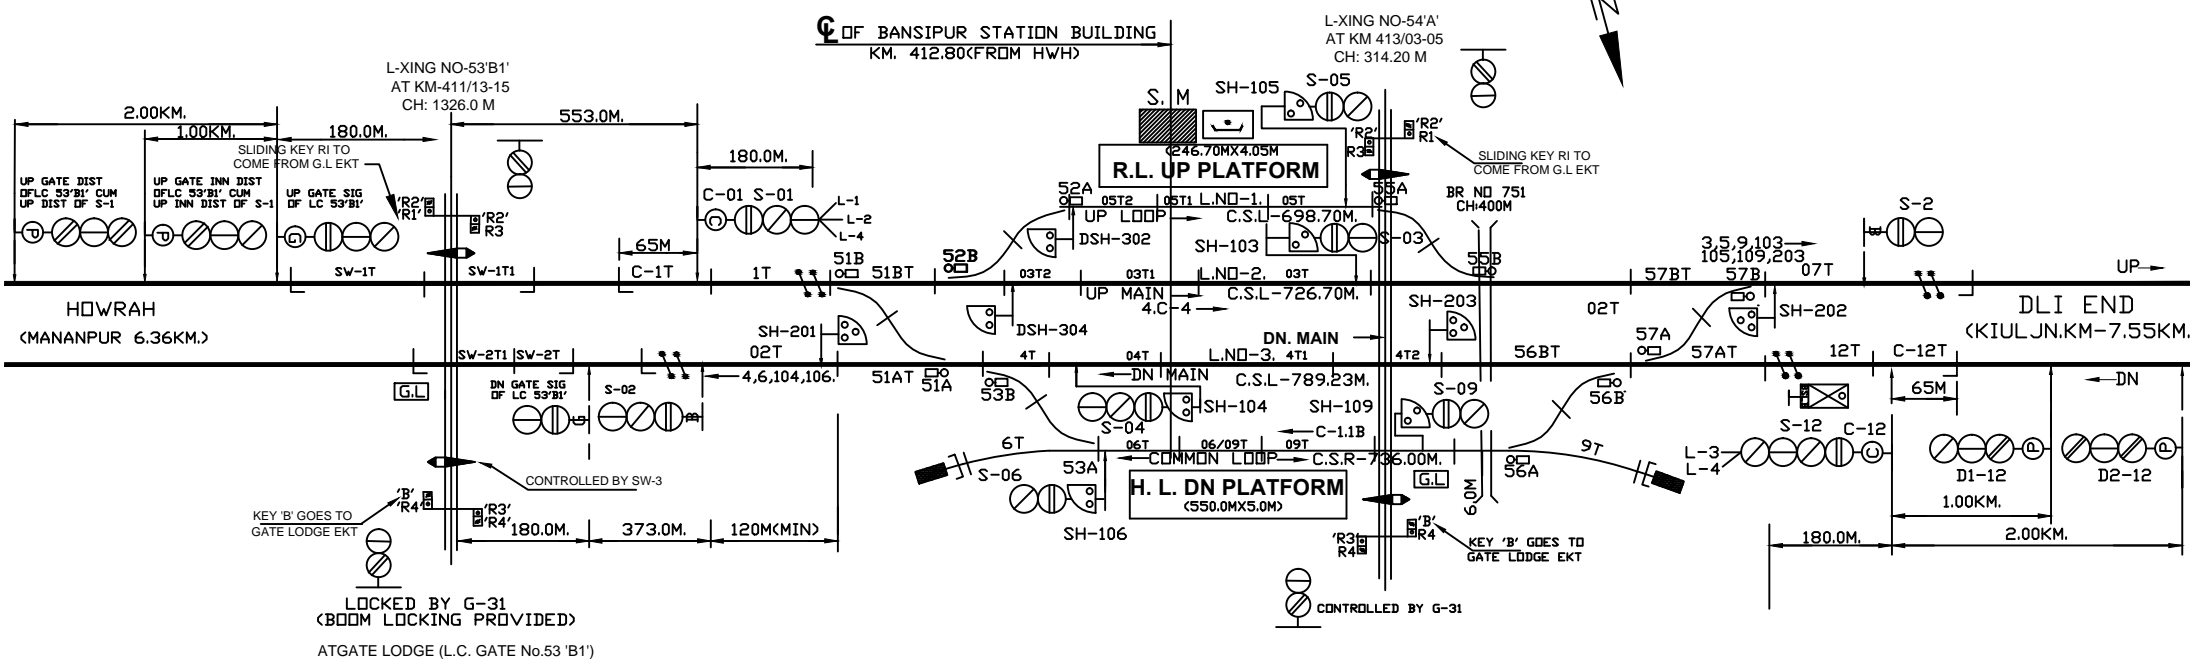 ℄ OF BANSIPUR STATION BUILDING
KM. 412.80(FROM HWH)
L-XING NO-54'A'
AT KM 413/03-05
CH: 314.20 M
N
L-XING NO-53'B1'
AT KM-411/13-15
CH: 1326.0 M
2.00KM.
1.00KM.
180.0M.
553.0M.
180.0M.
SLIDING KEY RI TO
COME FROM G.L EKT
UP GATE DIST
OFLC 53'B1' CUM
UP DIST OF S-1
UP GATE INN DIST
OFLC 53'B1' CUM
UP INN DIST OF S-1
UP GATE SIG
OF LC 53'B1'
P
P
G
'R2'
'R1'
'R2'
R3
C-01 S-01
C
L-1
L-2
L-4
65M
S. M
SH-105
S-05
(246.70MX4.05M
R.L. UP PLATFORM
'R2'
R3
'R2'
R1
SLIDING KEY RI TO
COME FROM G.L EKT
52A
05T2
05T1
L.NO-1.
05T
55A
UP LOOP
C.S.L-698.70M.
BR NO 751
CH:400M
S-2
B
DSH-302
SH-103
S-03
3,5,9,103
105,109,203
SW-1T
SW-1T1
C-1T
1T
51B
51BT
52B
03T2
03T1
L.NO-2.
03T
55B
57BT
57B
07T
UP
HOWRAH
(MANANPUR 6.36KM.)
UP MAIN
C.S.L-726.70M.
4.C-4
SH-201
DSH-304
DN. MAIN
SH-203
02T
SH-202
DLI END
(KIULJN.KM-7.55KM.
SW-2T1
SW-2T
02T
4T
04T
L.NO-3.
4T1
4T2
56BT
57A
57AT
12T
C-12T
G.L
DN GATE SIG
OF LC 53'B1'
G
S-02
B
4,6,104,106.
51AT
51A
53B
DN MAIN
C.S.L-789.23M.
S-09
56B
65M
DN
S-04
SH-104
SH-109
C-1.1B
6T
06T
06/09T
09T
9T
S-12
C-12
L-3
L-4
C
P
D1-12
P
D2-12
S-06
53A
COMMON LOOP
C.S.R-736.00M.
G.L
56A
6.0M
CONTROLLED BY SW-3
H. L. DN PLATFORM
(550.0MX5.0M)
SH-106
'B'
'R4'
'R3'
'R4'
KEY 'B' GOES TO
GATE LODGE EKT
180.0M.
373.0M.
120M(MIN)
'R3'
R4
'B'
R4
KEY 'B' GOES TO
GATE LODGE EKT
1.00KM.
180.0M.
2.00KM.
LOCKED BY G-31
(BOOM LOCKING PROVIDED)
CONTROLLED BY G-31
ATGATE LODGE (L.C. GATE No.53 'B1')